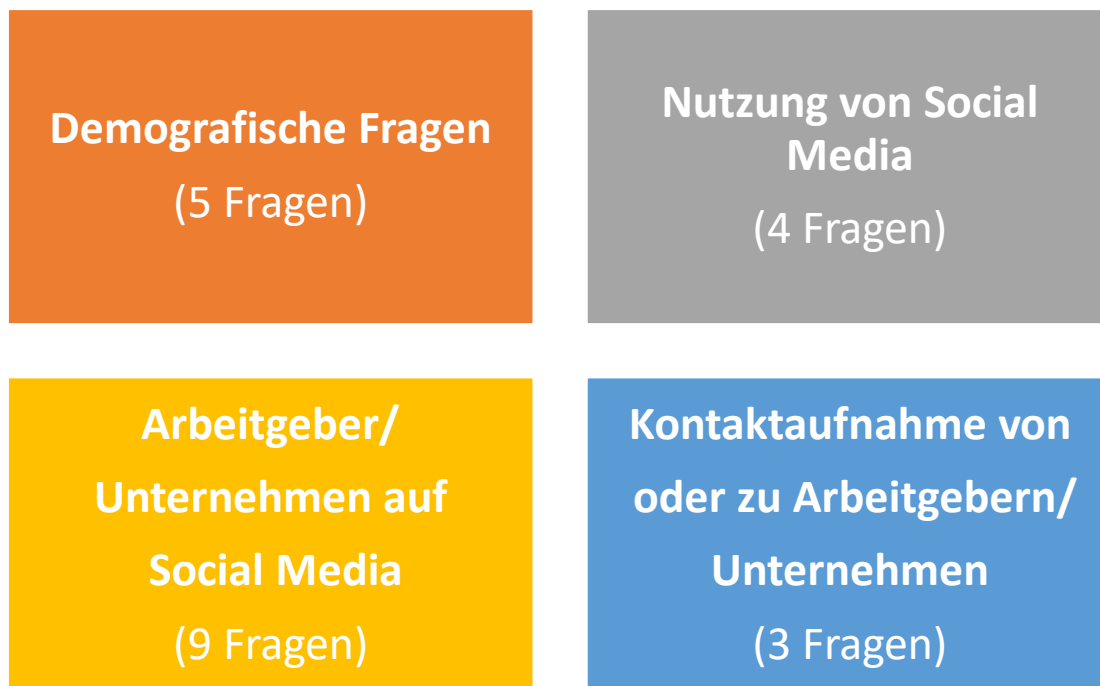 Demografische Fragen
(5 Fragen)
Nutzung von Social
Media
(4 Fragen)
Arbeitgeber/
Unternehmen auf
Social Media
(9 Fragen)
Kontaktaufnahme von
oder zu Arbeitgebern/
Unternehmen
(3 Fragen)